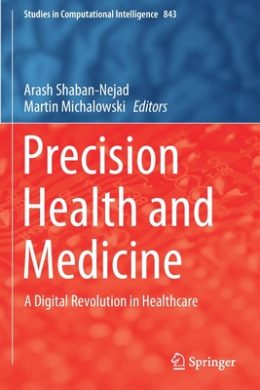 Studies in Computational Intelligence 843
Arash Shaban-Nejad
Martin Michalowski Editors
Precision
Health and
Medicine
A Digital Revolution in Healthcare
Springer